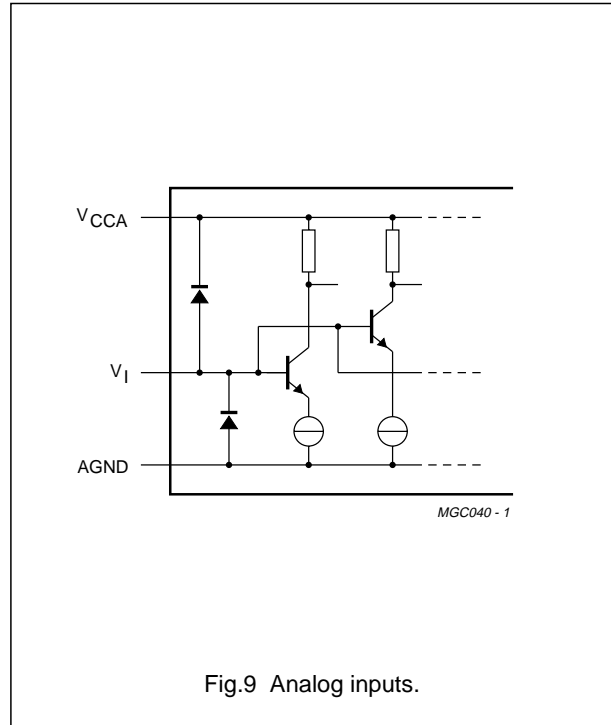 VCCA
VI
AGND
MGC040 - 1
Fig.9 Analog inputs.